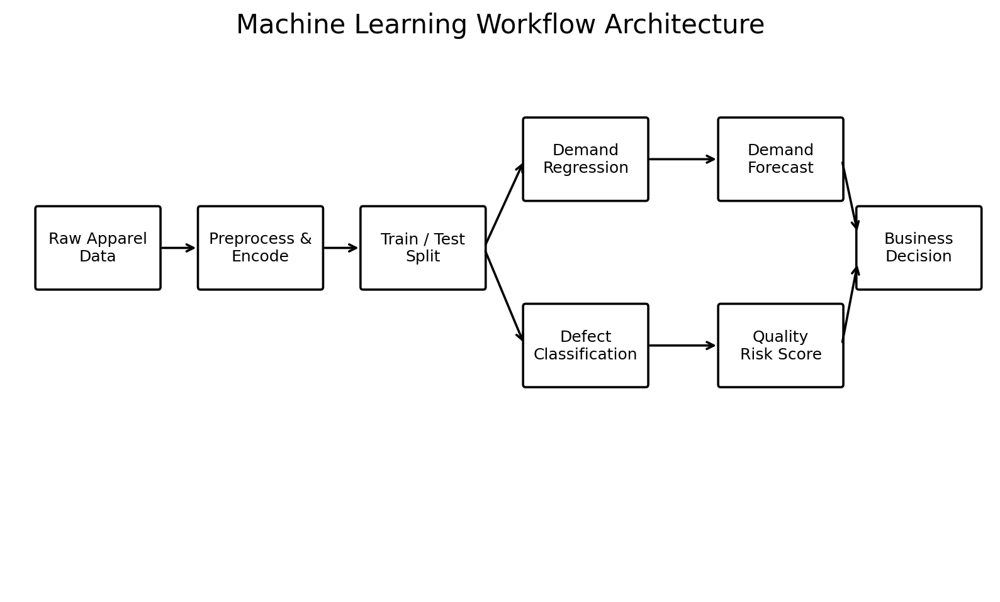 Machine Learning Workflow Architecture
Raw Apparel
Data
Preprocess &
Encode
Train / Test
Split
Demand
Regression
Demand
Forecast
Defect
Classification
Quality
Risk Score
Business
Decision